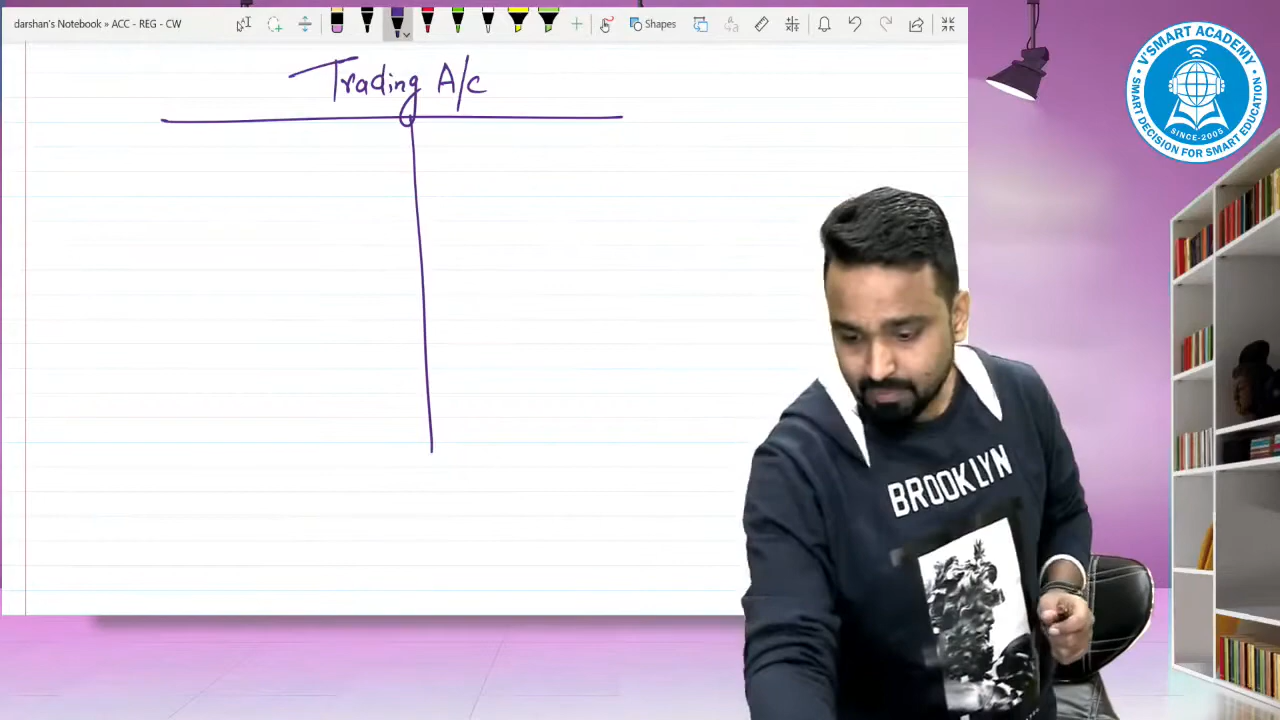 darshan's Notebook » ACC - REG - CW
Shapes
Trading A/c
V'SMART ACADEMY
SINCE-2005
SMART DECISION FOR SMART EDUCATION
BROOKLYN